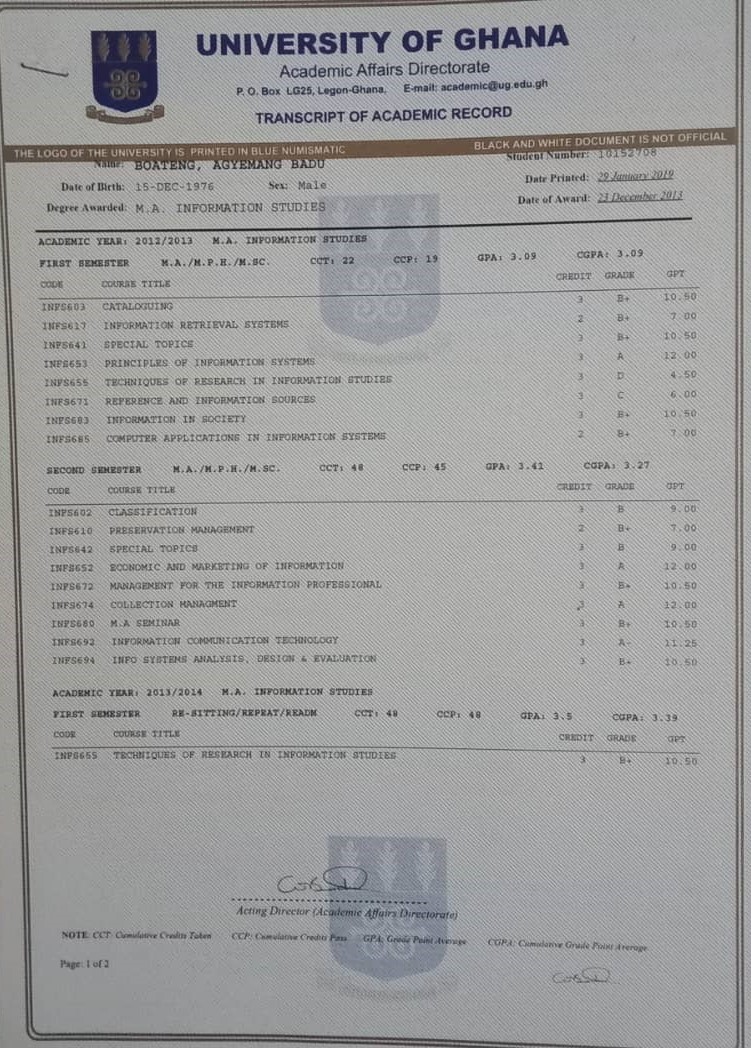 UNIVERSITY OF GHANA
Academic Affairs Directorate
P. O. Box LG25, Legon-Ghana. E-mail: academic@ug.edu.gh
TRANSCRIPT OF ACADEMIC RECORD
THE LOGO OF THE UNIVERSITY IS PRINTED IN BLUE NUMISMATIC BLACK AND WHITE DOCUMENT IS NOT OFFICIAL
Name: BOATENG, AGYEMANG BADU Student Number: 10152708
Date of Birth: 15-DEC-1976 Sex: Male Date Printed: 29 January 2019
Degree Awarded: M.A. INFORMATION STUDIES Date of Award: 23 December 2013
ACADEMIC YEAR: 2012/2013 M.A. INFORMATION STUDIES
FIRST SEMESTER M.A./M.P.H./M.SC. CCT: 22 CCP: 19 GPA: 3.09 CGPA: 3.09
CODE COURSE TITLE CREDIT GRADE GPT
INFS603 CATALOGUING 3 B+ 10.50
INFS617 INFORMATION RETRIEVAL SYSTEMS 2 B+ 7.00
INFS641 SPECIAL TOPICS 3 B+ 10.50
INFS653 PRINCIPLES OF INFORMATION SYSTEMS 3 A 12.00
INFS655 TECHNIQUES OF RESEARCH IN INFORMATION STUDIES 3 D 4.50
INFS671 REFERENCE AND INFORMATION SOURCES 3 C 6.00
INFS683 INFORMATION IN SOCIETY 3 B+ 10.50
INFS685 COMPUTER APPLICATIONS IN INFORMATION SYSTEMS 2 B+ 7.00
SECOND SEMESTER M.A./M.P.H./M.SC. CCT: 48 CCP: 45 GPA: 3.41 CGPA: 3.27
CODE COURSE TITLE CREDIT GRADE GPT
INFS602 CLASSIFICATION 3 B 9.00
INFS610 PRESERVATION MANAGEMENT 2 B+ 7.00
INFS642 SPECIAL TOPICS 3 B 9.00
INFS652 ECONOMIC AND MARKETING OF INFORMATION 3 A 12.00
INFS672 MANAGEMENT FOR THE INFORMATION PROFESSIONAL 3 B+ 10.50
INFS674 COLLECTION MANAGMENT 3 A 12.00
INFS680 M.A SEMINAR 3 B+ 10.50
INFS692 INFORMATION COMMUNICATION TECHNOLOGY 3 A- 11.25
INFS694 INFO SYSTEMS ANALYSIS, DESIGN & EVALUATION 3 B+ 10.50
ACADEMIC YEAR: 2013/2014 M.A. INFORMATION STUDIES
FIRST SEMESTER RE-SITTING/REPEAT/READM CCT: 48 CCP: 48 GPA: 3.5 CGPA: 3.39
CODE COURSE TITLE CREDIT GRADE GPT
INFS655 TECHNIQUES OF RESEARCH IN INFORMATION STUDIES 3 B+ 10.50
Acting Director (Academic Affairs Directorate)
NOTE: CCT: Cumulative Credits Taken CCP: Cumulative Credits Pass GPA: Grade Point Average CGPA: Cumulative Grade Point Average
Page: 1 of 2